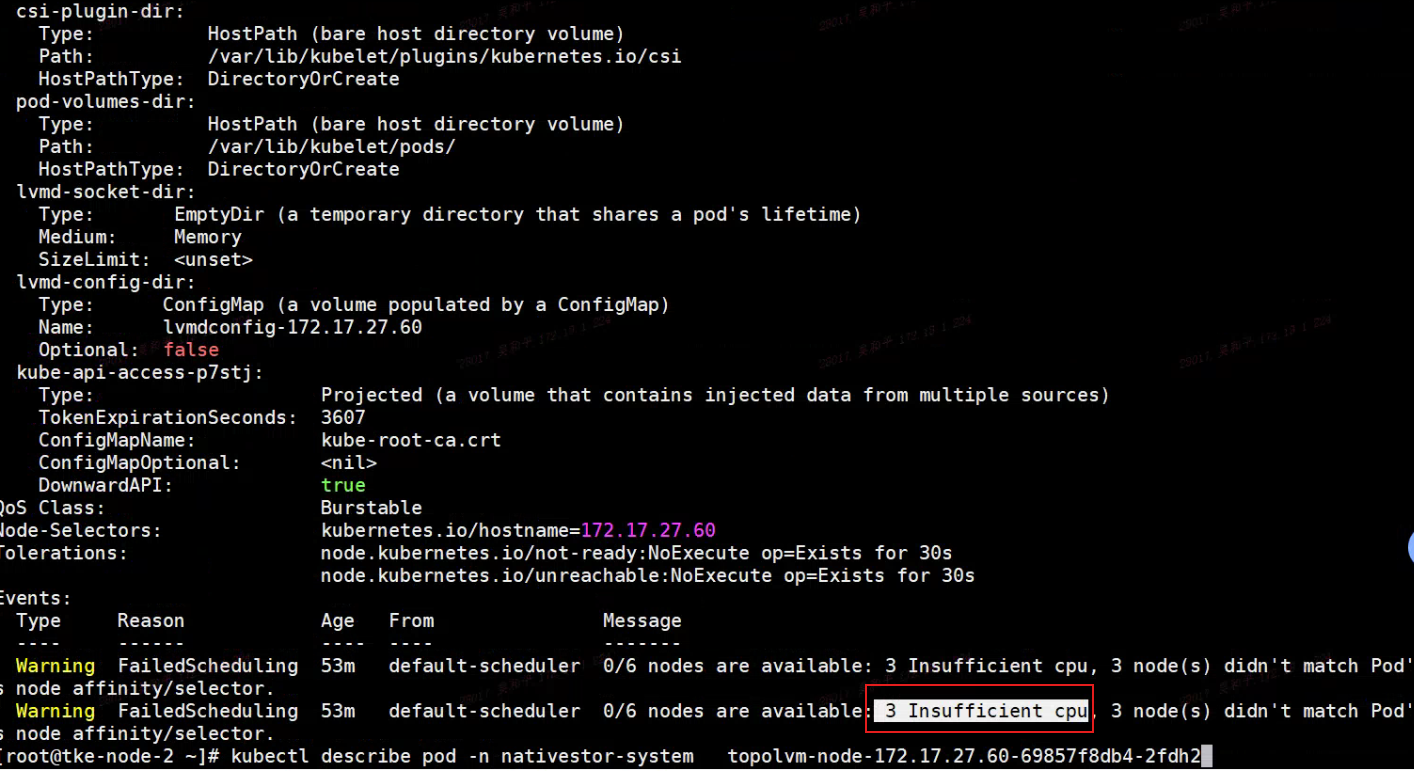 csi-plugin-dir:
Type: HostPath (bare host directory volume)
Path: /var/lib/kubelet/plugins/kubernetes.io/csi
HostPathType: DirectoryOrCreate
pod-volumes-dir:
Type: HostPath (bare host directory volume)
Path: /var/lib/kubelet/pods/
HostPathType: DirectoryOrCreate
lvmd-socket-dir:
Type: EmptyDir (a temporary directory that shares a pod's lifetime)
Medium: Memory
SizeLimit: <unset>
lvmd-config-dir:
Type: ConfigMap (a volume populated by a ConfigMap)
Name: lvmdconfig-172.17.27.60
Optional: false
kube-api-access-p7stj:
Type: Projected (a volume that contains injected data from multiple sources)
TokenExpirationSeconds: 3607
ConfigMapName: kube-root-ca.crt
ConfigMapOptional: <nil>
DownwardAPI: true
QoS Class: Burstable
Node-Selectors: kubernetes.io/hostname=172.17.27.60
Tolerations: node.kubernetes.io/not-ready:NoExecute op=Exists for 30s
node.kubernetes.io/unreachable:NoExecute op=Exists for 30s
Events:
Type Reason Age From Message
---- ------ ---- ---- -------
Warning FailedScheduling 53m default-scheduler 0/6 nodes are available: 3 Insufficient cpu, 3 node(s) didn't match Pod'
s node affinity/selector.
Warning FailedScheduling 53m default-scheduler 0/6 nodes are available: 3 Insufficient cpu, 3 node(s) didn't match Pod'
s node affinity/selector.
[root@tke-node-2 ~]# kubectl describe pod -n nativestor-system topolvm-node-172.17.27.60-69857f8db4-2fdh2